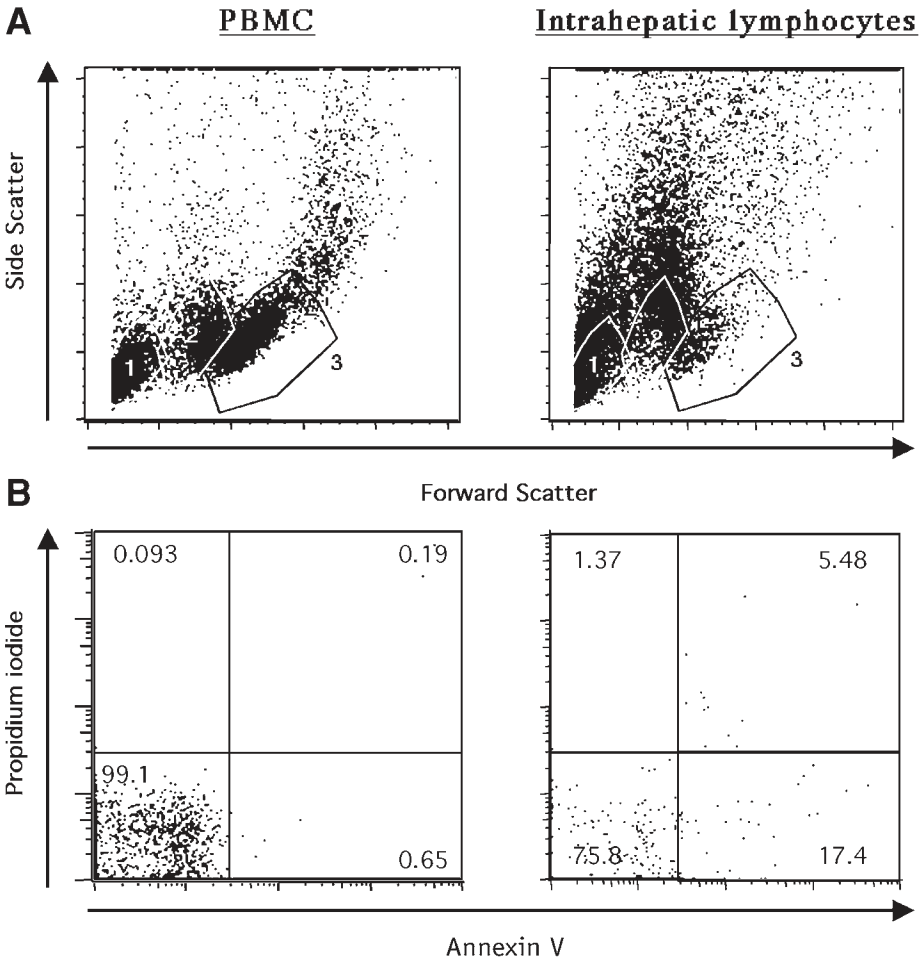 A
PBMC
Intrahepatic lymphocytes
Side Scatter
1
2
3
1
2
3
Forward Scatter
B
Propidium iodide
0.093
0.19
99.1
0.65
1.37
5.48
75.8
17.4
Annexin V